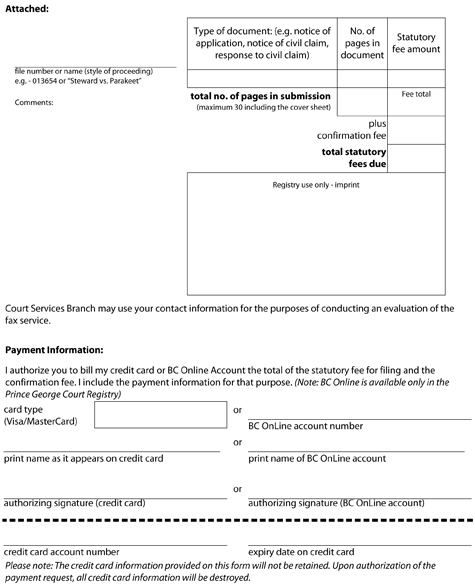 Attached:
Type of document: (e.g. notice of
application, notice of civil claim,
response to civil claim)
No. of
pages in
document
Statutory
fee amount
file number or name (style of proceeding)
e.g. - 013654 or "Steward vs. Parakeet"
Comments:
total no. of pages in submission
(maximum 30 including the cover sheet)
Fee total
plus
confirmation fee
total statutory
fees due
Registry use only - imprint
Court Services Branch may use your contact information for the purposes of conducting an evaluation of the
fax service.
Payment Information:
I authorize you to bill my credit card or BC Online Account the total of the statutory fee for filing and the
confirmation fee. I include the payment information for that purpose. (Note: BC Online is available only in the
Prince George Court Registry)
card type
(Visa/MasterCard)
or
BC OnLine account number
or
print name as it appears on credit card
print name of BC OnLine account
or
authorizing signature (credit card)
authorizing signature (BC OnLine account)
credit card account number
expiry date on credit card
Please note: The credit card information provided on this form will not be retained. Upon authorization of the
payment request, all credit card information will be destroyed.